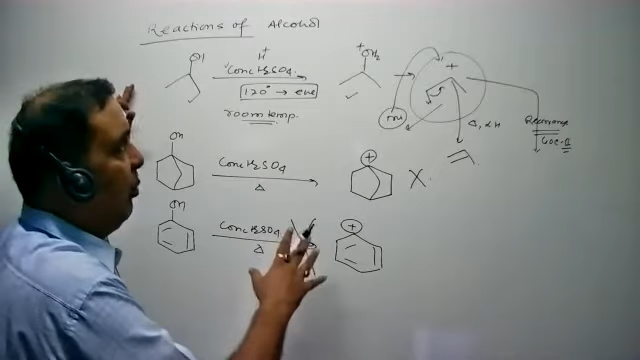 Reactions of Alcohol
OH
H+
Conc H2SO4
120° → ene
room temp.
+
OH2
+
Δ, αH
Rearrange
OH
Conc H2SO4
Δ
+
X
OH
Conc H2SO4
Δ
+